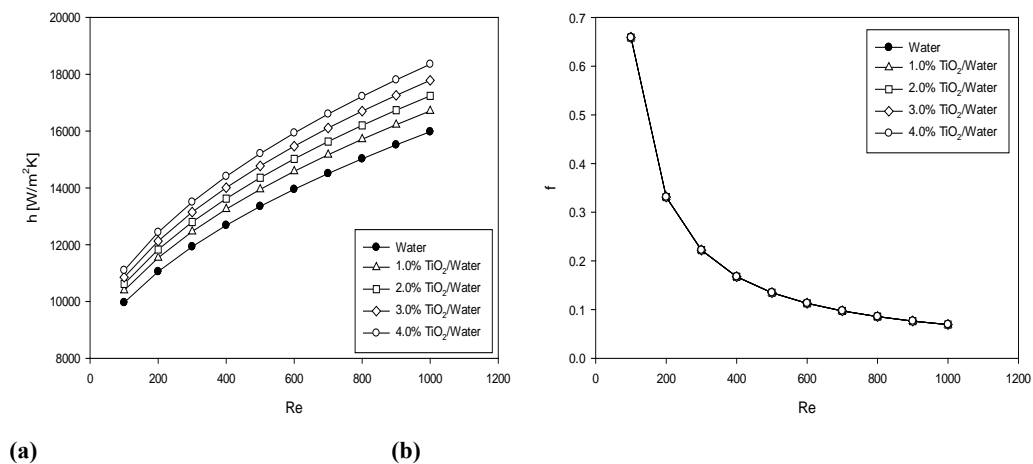 20000
18000
16000
14000
12000
10000
8000
h [W/m²K]
0
200
400
600
800
1000
1200
Re
Water
1.0% TiO₂/Water
2.0% TiO₂/Water
3.0% TiO₂/Water
4.0% TiO₂/Water
(a)
0.7
0.6
0.5
0.4
0.3
0.2
0.1
0.0
f
0
200
400
600
800
1000
1200
Re
Water
1.0% TiO₂/Water
2.0% TiO₂/Water
3.0% TiO₂/Water
4.0% TiO₂/Water
(b)